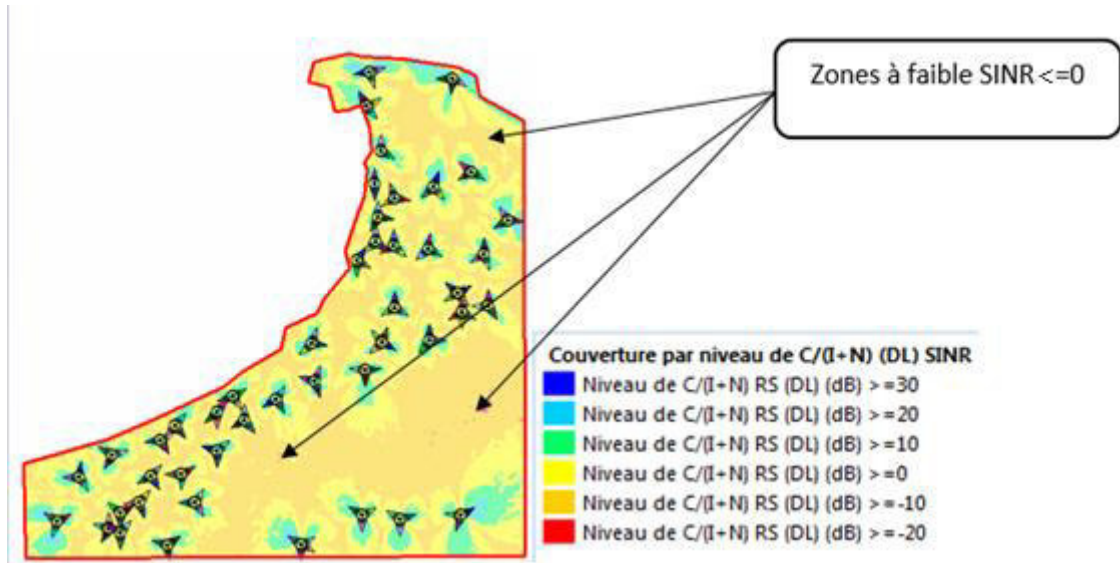 Zones à faible SINR <=0
Couverture par niveau de C/(I+N) (DL) SINR
Niveau de C/(I+N) RS (DL) (dB) >=30
Niveau de C/(I+N) RS (DL) (dB) >=20
Niveau de C/(I+N) RS (DL) (dB) >=10
Niveau de C/(I+N) RS (DL) (dB) >=0
Niveau de C/(I+N) RS (DL) (dB) >=-10
Niveau de C/(I+N) RS (DL) (dB) >=-20